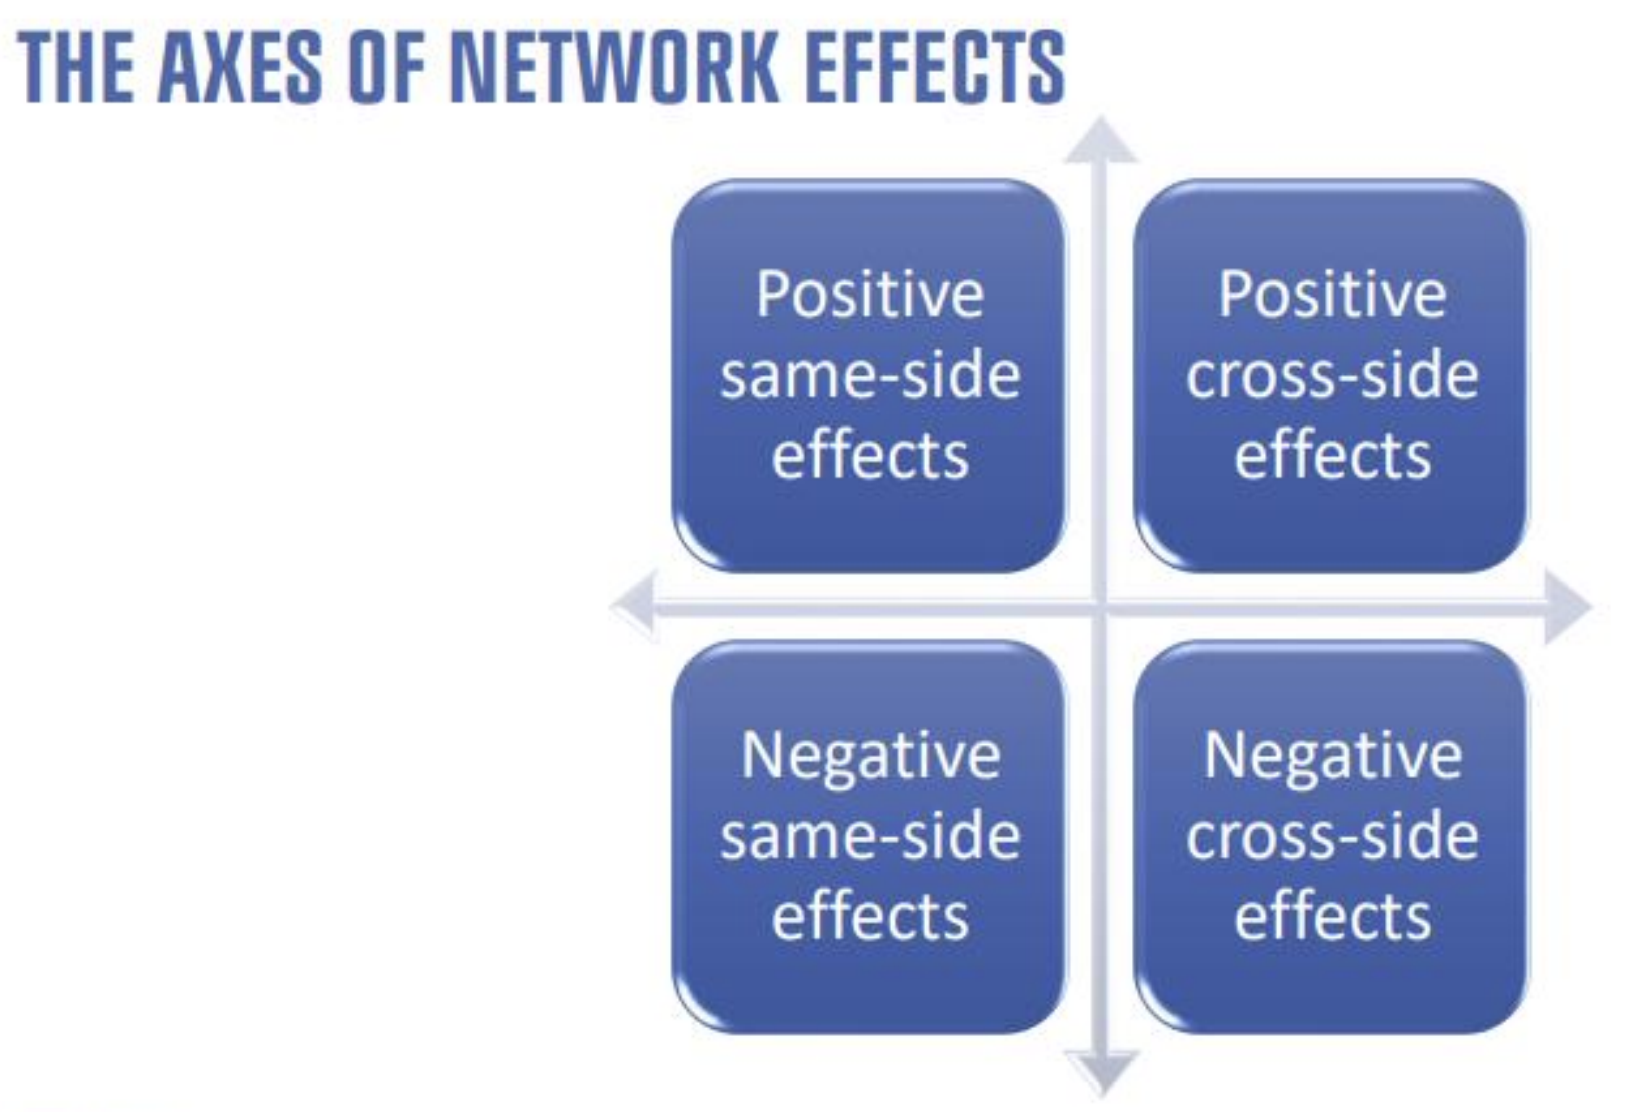 THE AXES OF NETWORK EFFECTS
Positive
same-side
effects
Positive
cross-side
effects
Negative
same-side
effects
Negative
cross-side
effects